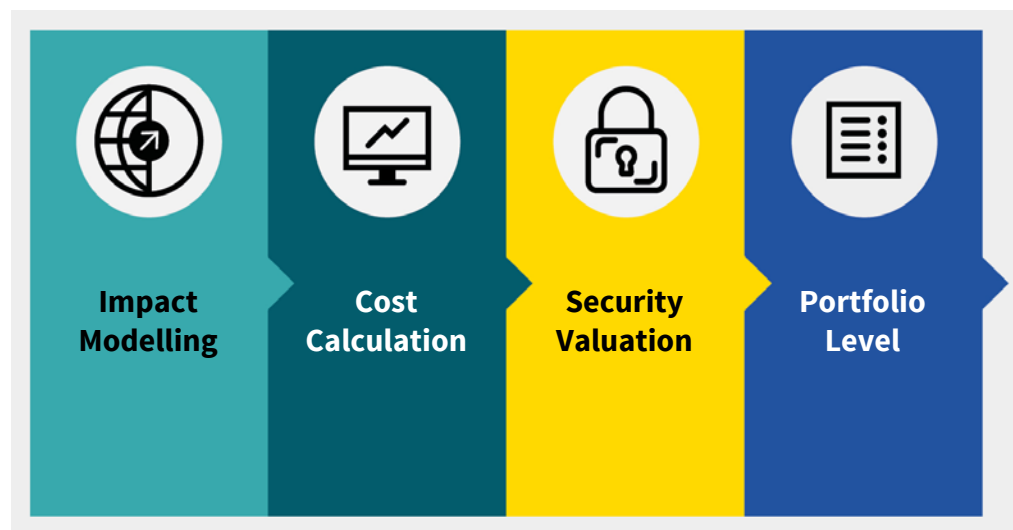 Impact
Modelling
Cost
Calculation
Security
Valuation
Portfolio
Level